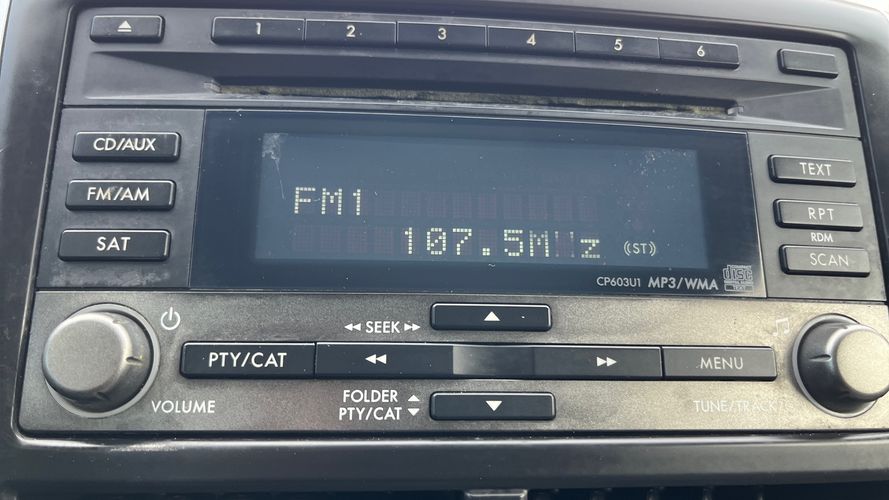 1 2 3 4 5 6
CD/AUX
FM/AM
SAT
FM1
107.5MHz (ST)
CP603U1 MP3/WMA
disc
TEXT
RPT
RDM
SCAN
SEEK
PTY/CAT
MENU
VOLUME
FOLDER
PTY/CAT
TUNE/TRACK